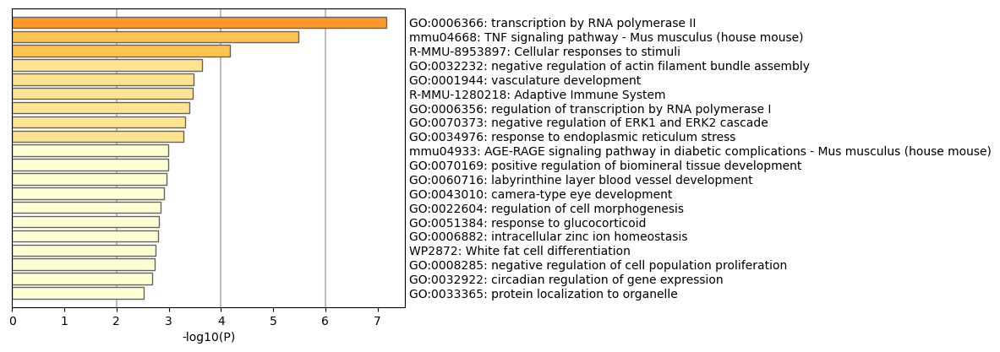 GO:0006366: transcription by RNA polymerase II
mmu04668: TNF signaling pathway - Mus musculus (house mouse)
R-MMU-8953897: Cellular responses to stimuli
GO:0032232: negative regulation of actin filament bundle assembly
GO:0001944: vasculature development
R-MMU-1280218: Adaptive Immune System
GO:0006356: regulation of transcription by RNA polymerase I
GO:0070373: negative regulation of ERK1 and ERK2 cascade
GO:0034976: response to endoplasmic reticulum stress
mmu04933: AGE-RAGE signaling pathway in diabetic complications - Mus musculus (house mouse)
GO:0070169: positive regulation of biomineral tissue development
GO:0060716: labyrinthine layer blood vessel development
GO:0043010: camera-type eye development
GO:0022604: regulation of cell morphogenesis
GO:0051384: response to glucocorticoid
GO:0006882: intracellular zinc ion homeostasis
WP2872: White fat cell differentiation
GO:0008285: negative regulation of cell population proliferation
GO:0032922: circadian regulation of gene expression
GO:0033365: protein localization to organelle
0 1 2 3 4 5 6 7
-log10(P)